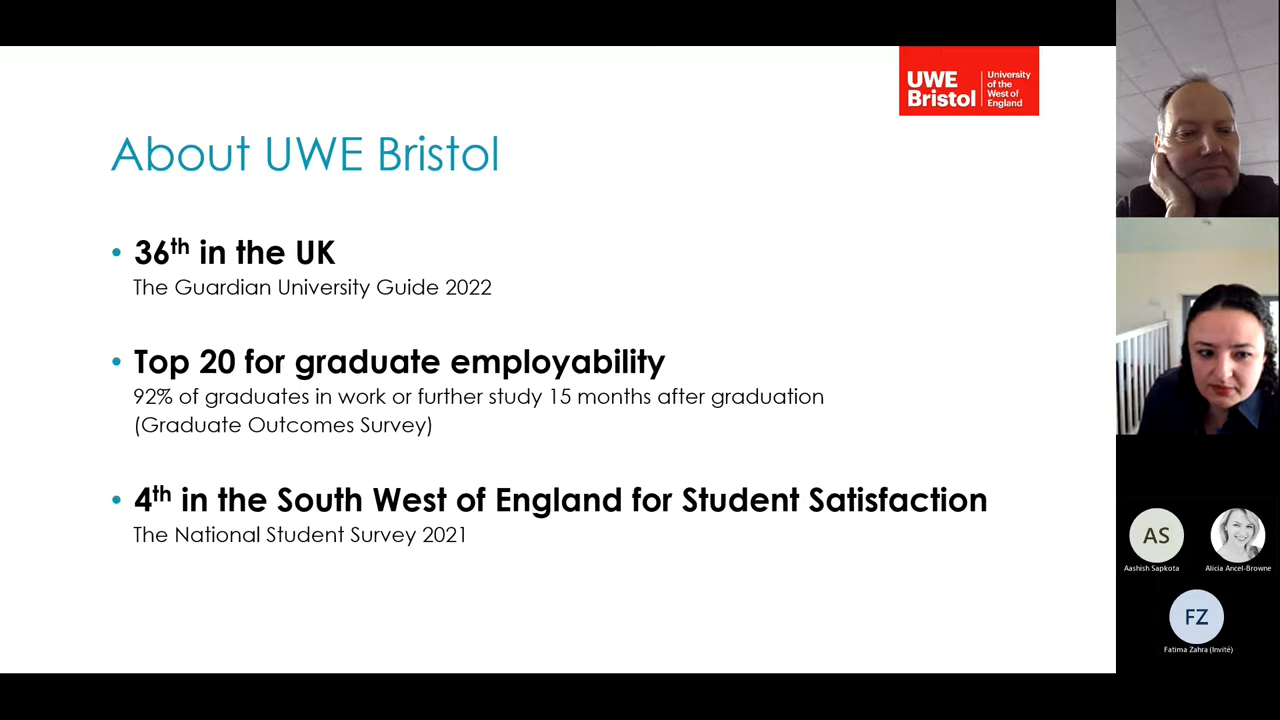 UWE Bristol
University of the West of England
About UWE Bristol
• 36th in the UK
The Guardian University Guide 2022
• Top 20 for graduate employability
92% of graduates in work or further study 15 months after graduation
(Graduate Outcomes Survey)
• 4th in the South West of England for Student Satisfaction
The National Student Survey 2021
AS
Aashish Sapkota
Alicia Ancel-Browne
FZ
Fatima Zahra (Invité)